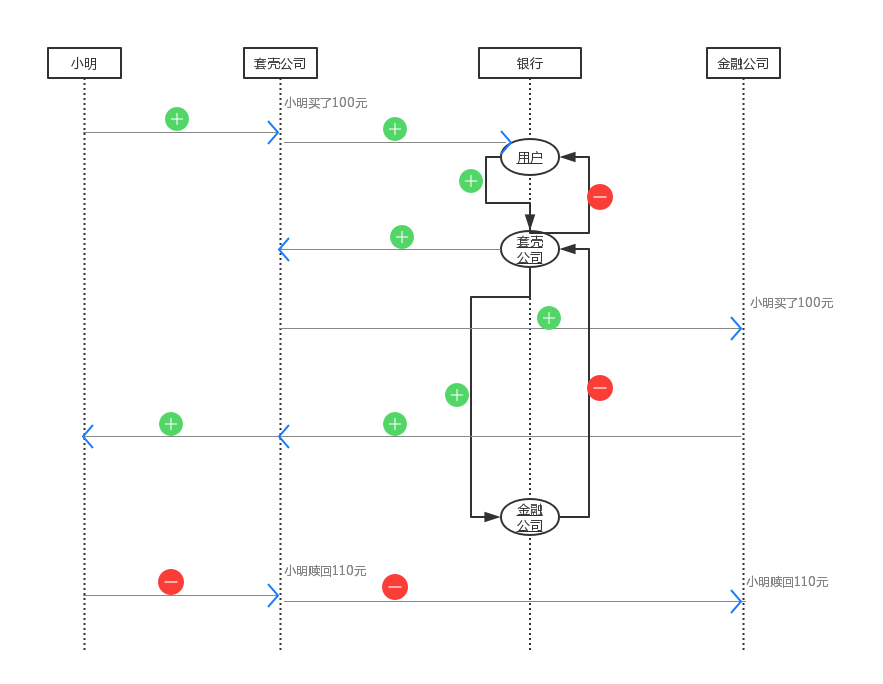 小明
套壳公司
银行
金融公司
小明买了100元
用户
套壳
公司
小明买了100元
金融
公司
小明赎回110元
小明赎回110元